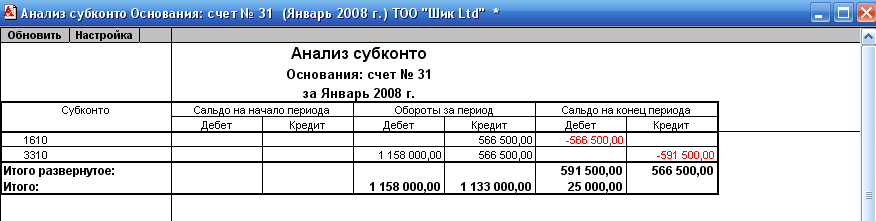 Анализ субконто Основания: счет № 31 (Январь 2008 г.) ТОО "Шик Ltd" *
Обновить Настройка
Анализ субконто
Основания: счет № 31
за Январь 2008 г.
Субконто Сальдо на начало периода Обороты за период Сальдо на конец периода
Дебет Кредит Дебет Кредит Дебет Кредит
1610 566 500,00 -566 500,00
3310 1 158 000,00 566 500,00 -591 500,00
Итого развернутое: 591 500,00 566 500,00
Итого: 1 158 000,00 1 133 000,00 25 000,00